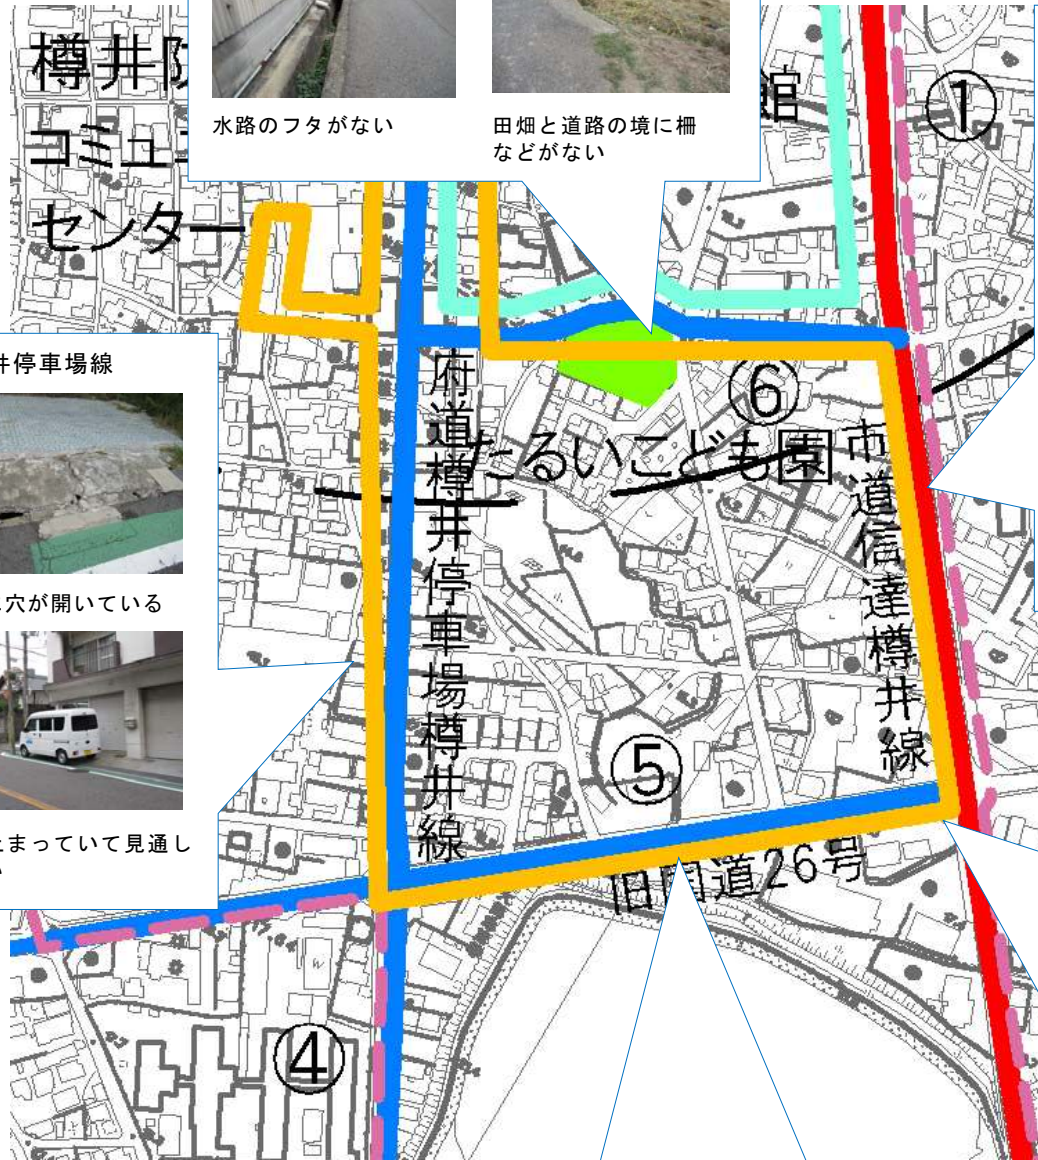 樽井防
コミュニ
センター
水路のフタがない
田畑と道路の境に柵
などがない
館
①
井停車場線
穴が開いている
止まっていて見通し
⑥
府道樽井停車場樽井線
たるいこども園
市道信達樽井線
⑤
旧国道26号
④